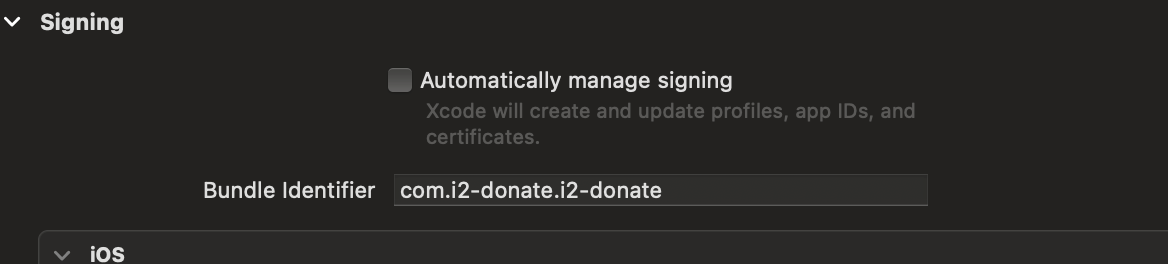 Signing
Automatically manage signing
Xcode will create and update profiles, app IDs, and
certificates.
Bundle Identifier com.i2-donate.i2-donate
iOS